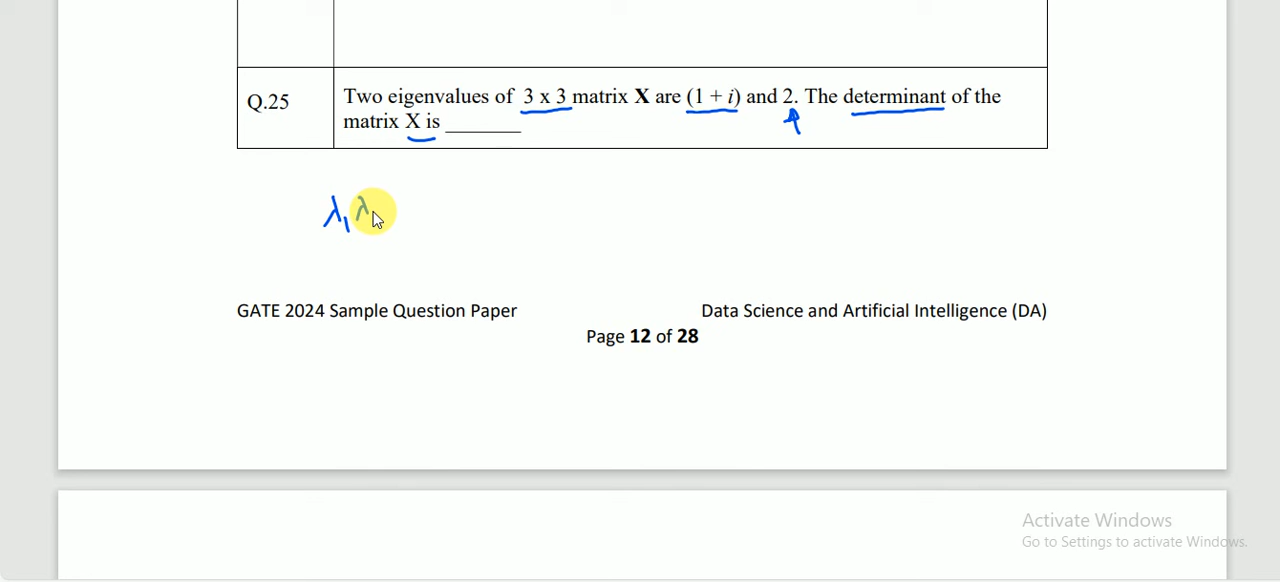 Q.25
Two eigenvalues of 3 x 3 matrix X are (1 + i) and 2. The determinant of the
matrix X is ________
λ₁ λ
GATE 2024 Sample Question Paper
Data Science and Artificial Intelligence (DA)
Page 12 of 28
Activate Windows
Go to Settings to activate Windows.